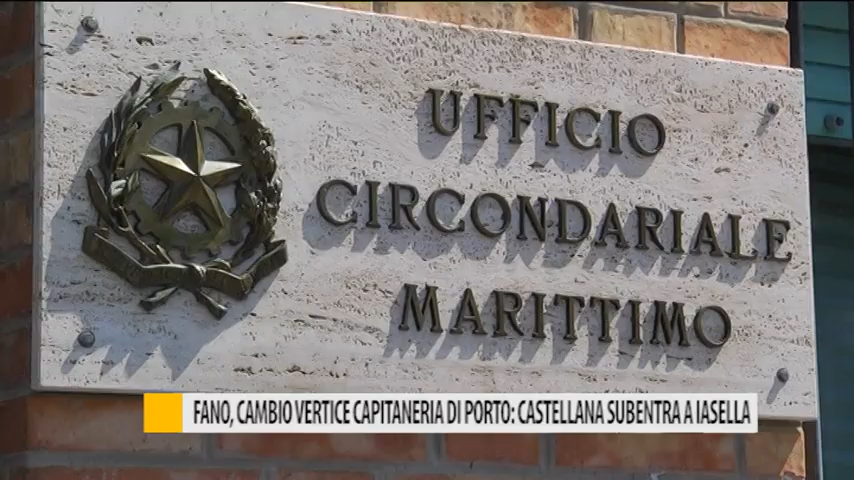 UFFICIO
CIRCONDARIALE
MARITTIMO
FANO, CAMBIO VERTICE CAPITANERIA DI PORTO: CASTELLANA SUBENTRA A IASELLA